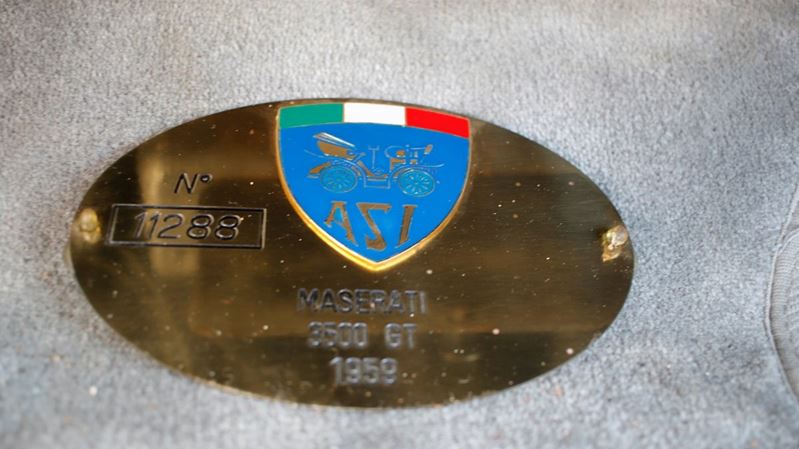 ASI
N°
11288
MASERATI
3500 GT
1959